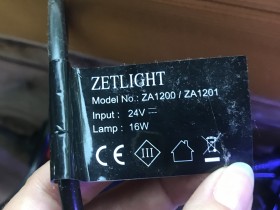 ZETLIGHT
Model No.: ZA1200 / ZA1201
Input : 24V ⎓
Lamp : 16W
CE III